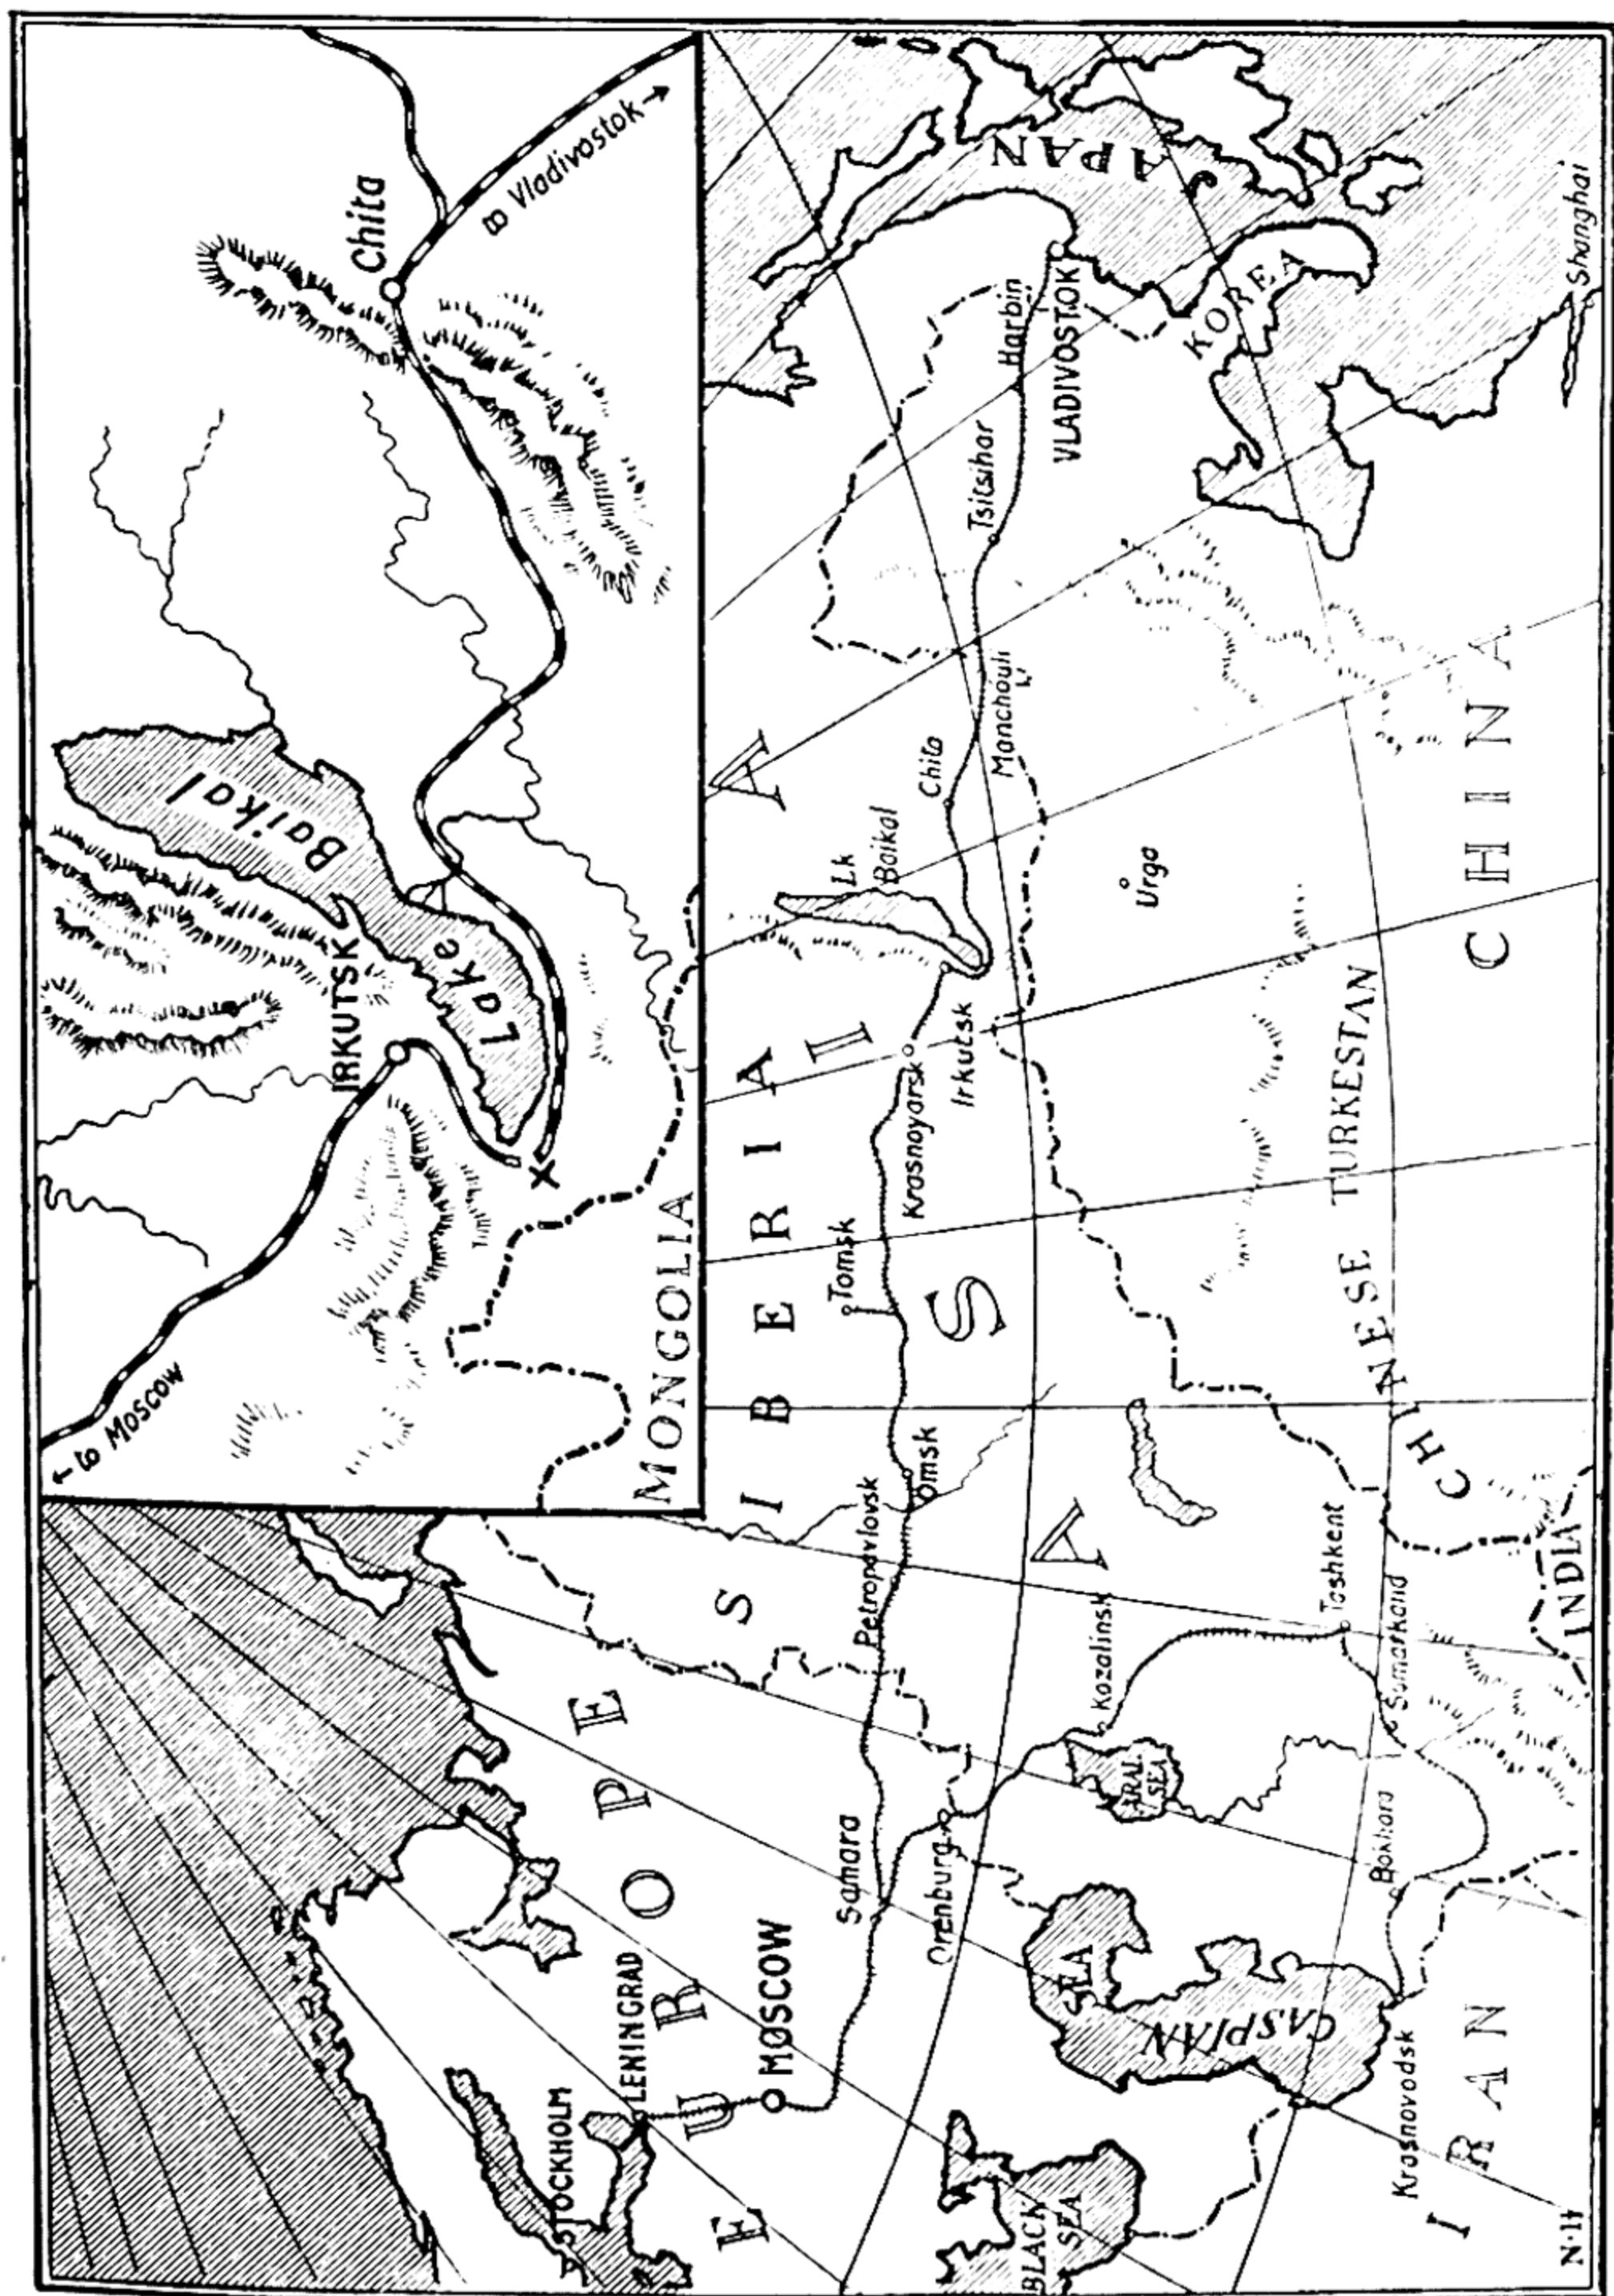 to Moscow
IRKUTSK
Lake
Baikal
Chita
to Vladivostok
MONGOLIA
EUROPE
SIBERIA
ASIA
STOCKHOLM
LENINGRAD
MOSCOW
Samara
Orenburg
Petropavlovsk
Omsk
Tomsk
Krasnoyarsk
Irkutsk
Lk
Baikal
Chita
Manchouli
Tsitsihar
Harbin
VLADIVOSTOK
JAPAN
KOREA
Shanghai
Urga
CHINA
CHINESE TURKESTAN
Kozalinsk
ARAL
SEA
Tashkent
Samarkand
Bokhara
INDIA
CASPIAN
SEA
BLACK
SEA
Krasnovodsk
IRAN